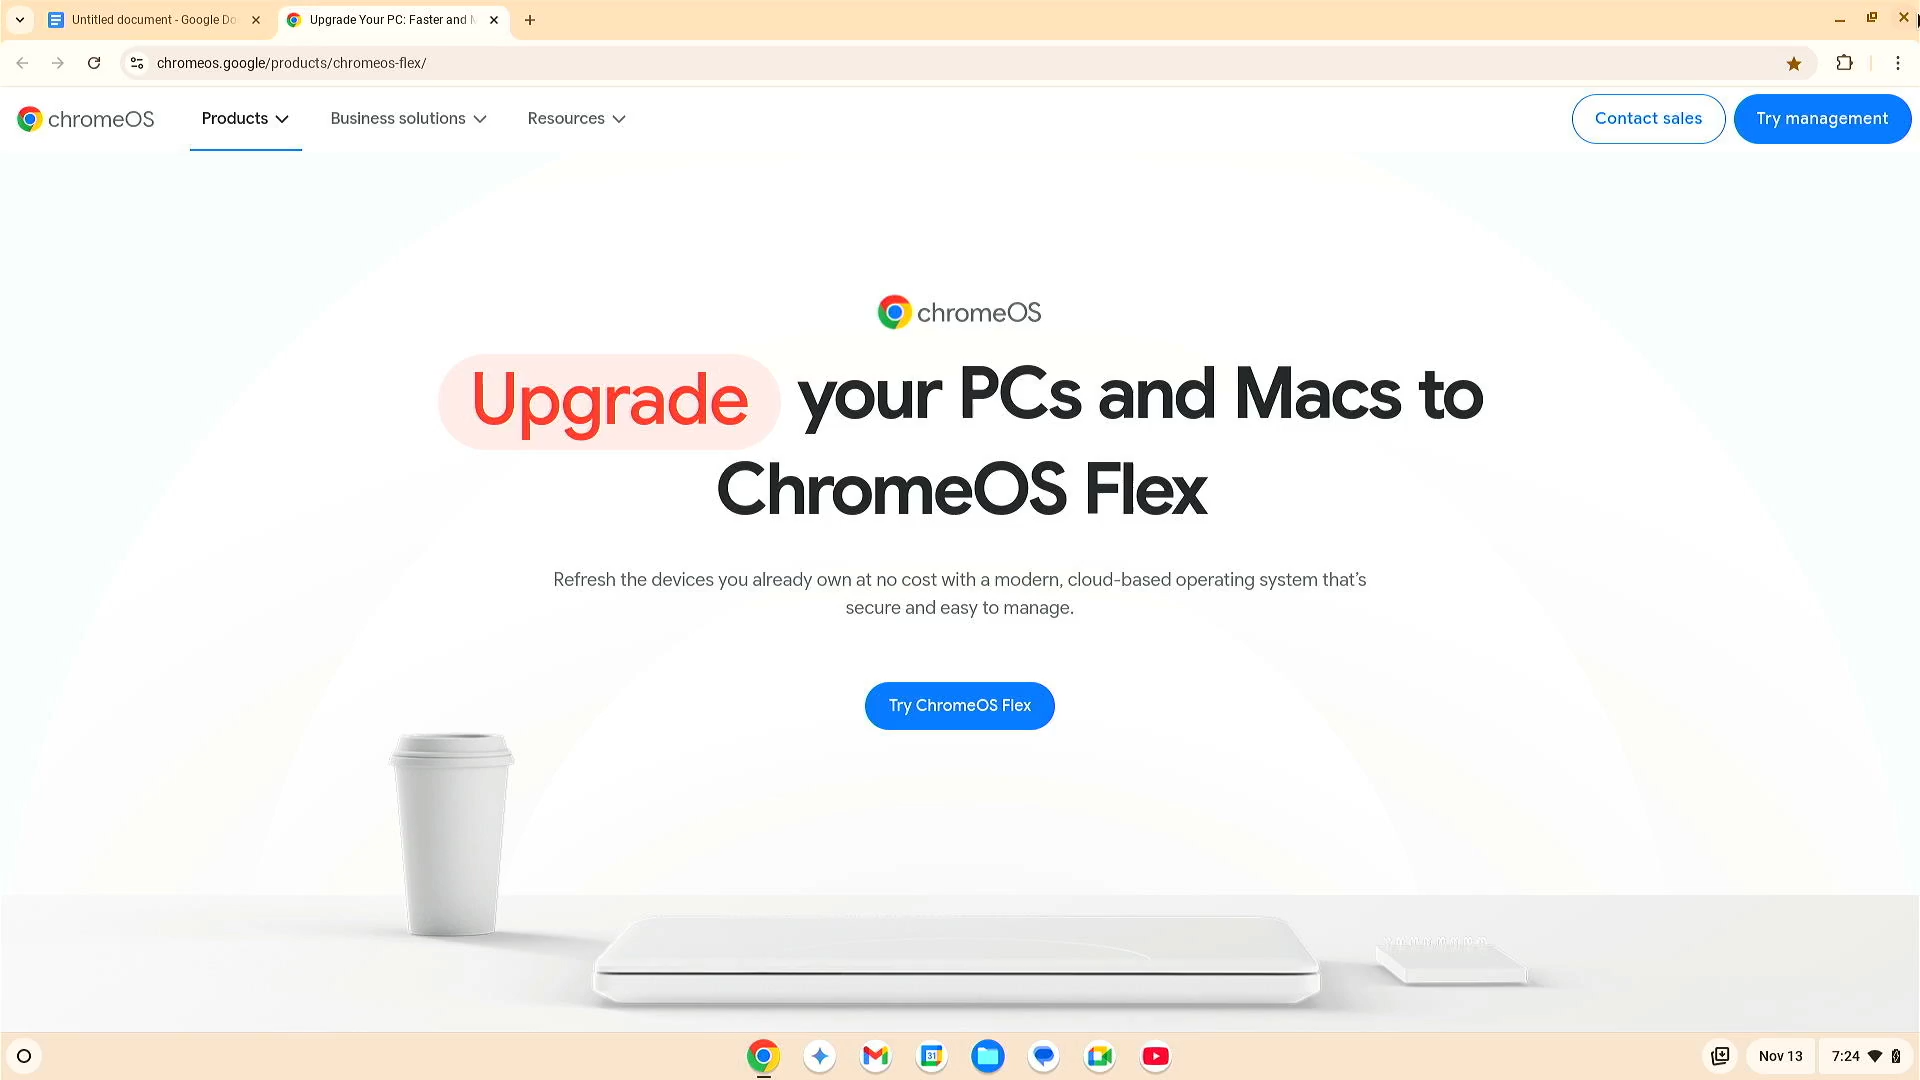 Untitled document - Google Do
Upgrade Your PC: Faster and M
chromeos.google/products/chromeos-flex/
chromeOS
Products
Business solutions
Resources
Contact sales
Try management
chromeOS
Upgrade your PCs and Macs to
ChromeOS Flex
Refresh the devices you already own at no cost with a modern, cloud-based operating system that’s
secure and easy to manage.
Try ChromeOS Flex
31
Nov 13
7:24